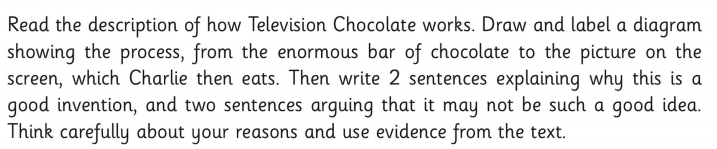 Read the description of how Television Chocolate works. Draw and label a diagram
showing the process, from the enormous bar of chocolate to the picture on the
screen, which Charlie then eats. Then write 2 sentences explaining why this is a
good invention, and two sentences arguing that it may not be such a good idea.
Think carefully about your reasons and use evidence from the text.